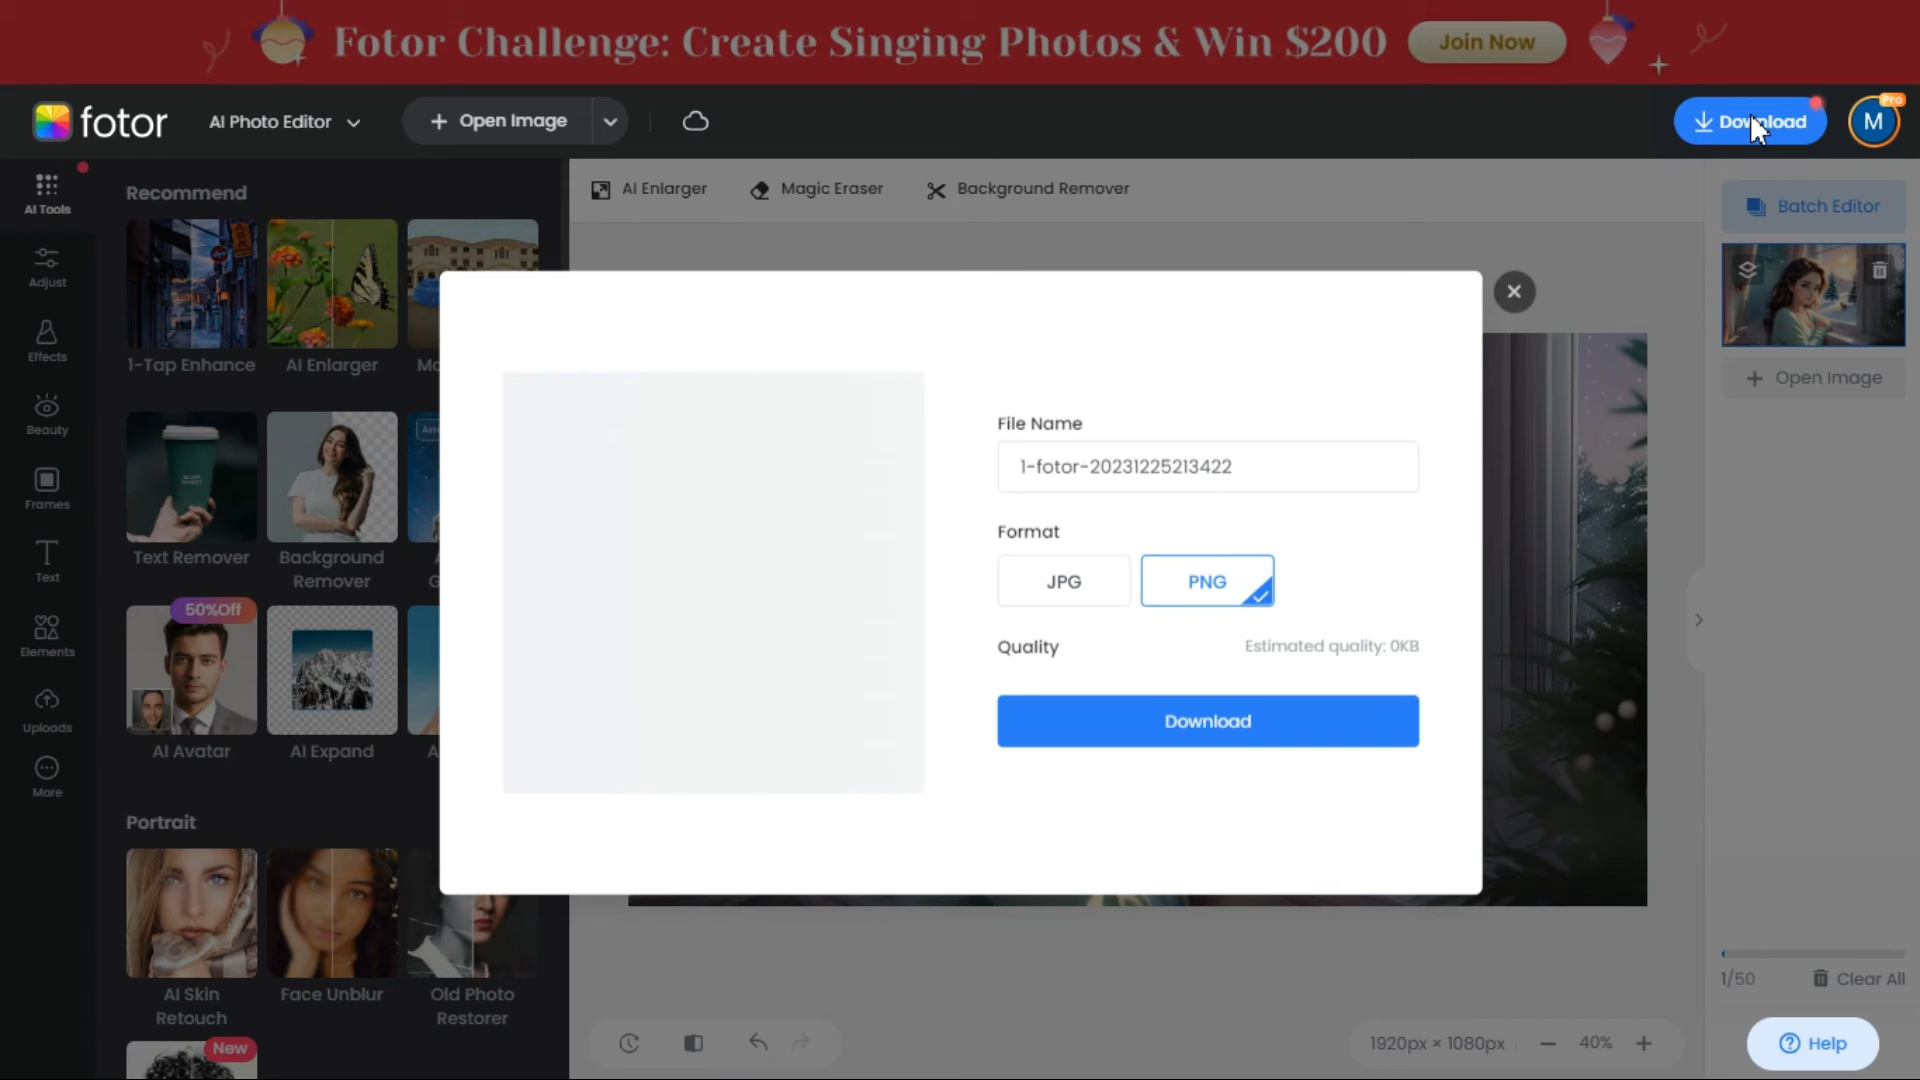 Fotor Challenge: Create Singing Photos & Win $200
Join Now
fotor
AI Photo Editor
Open Image
Download
Pro
M
AI Tools
Adjust
Effects
Beauty
Frames
Text
Elements
Uploads
More
Recommend
1-Tap Enhance
AI Enlarger
Text Remover
Background
Remover
50%Off
AI Avatar
AI Expand
Portrait
AI Skin
Retouch
Face Unblur
Old Photo
Restorer
New
AI Enlarger
Magic Eraser
Background Remover
File Name
1-fotor-20231225213422
Format
JPG
PNG
Quality
Estimated quality: 0KB
Download
Batch Editor
Open Image
1/50
Clear All
1920px × 1080px
40%
Help